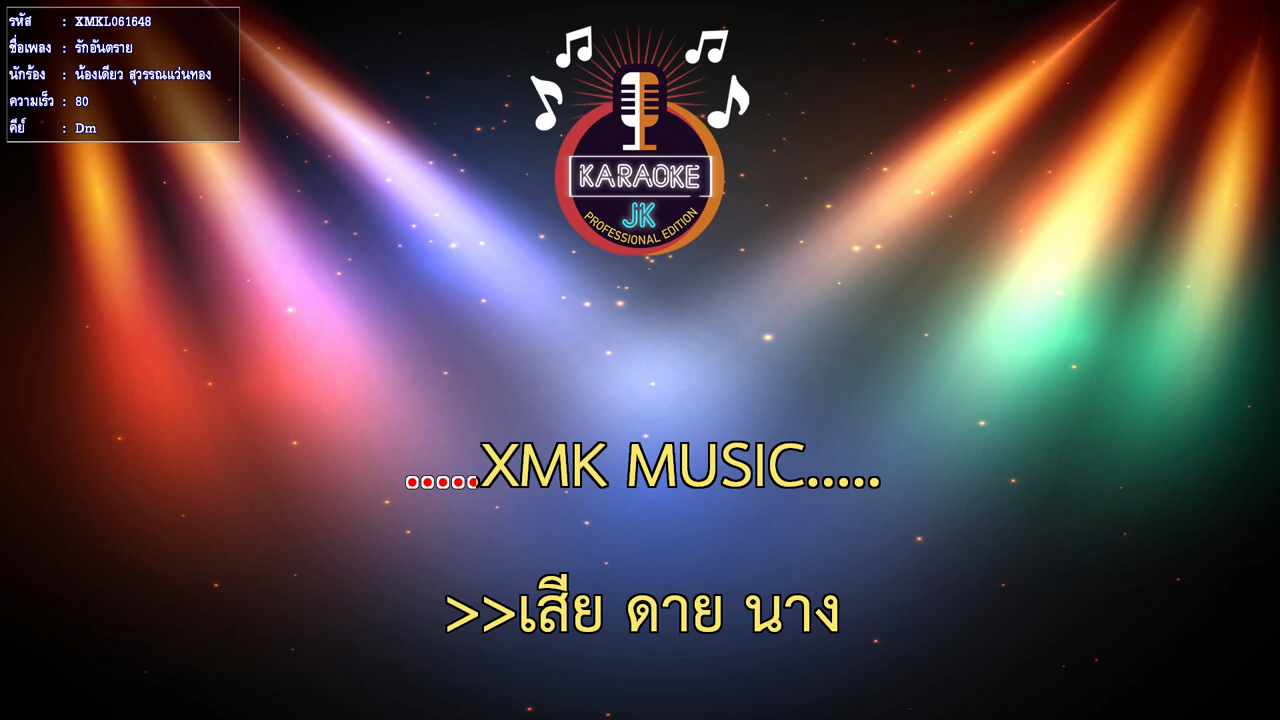 รหัส : XMKL061648
ชื่อเพลง : รักอันตราย
นักร้อง : น้องเดียว สุวรรณแว่นทอง
ความเร็ว : 80
คีย์ : Dm
KARAOKE
JK
PROFESSIONAL EDITION
.....XMK MUSIC.....
>>เสีย ดาย นาง